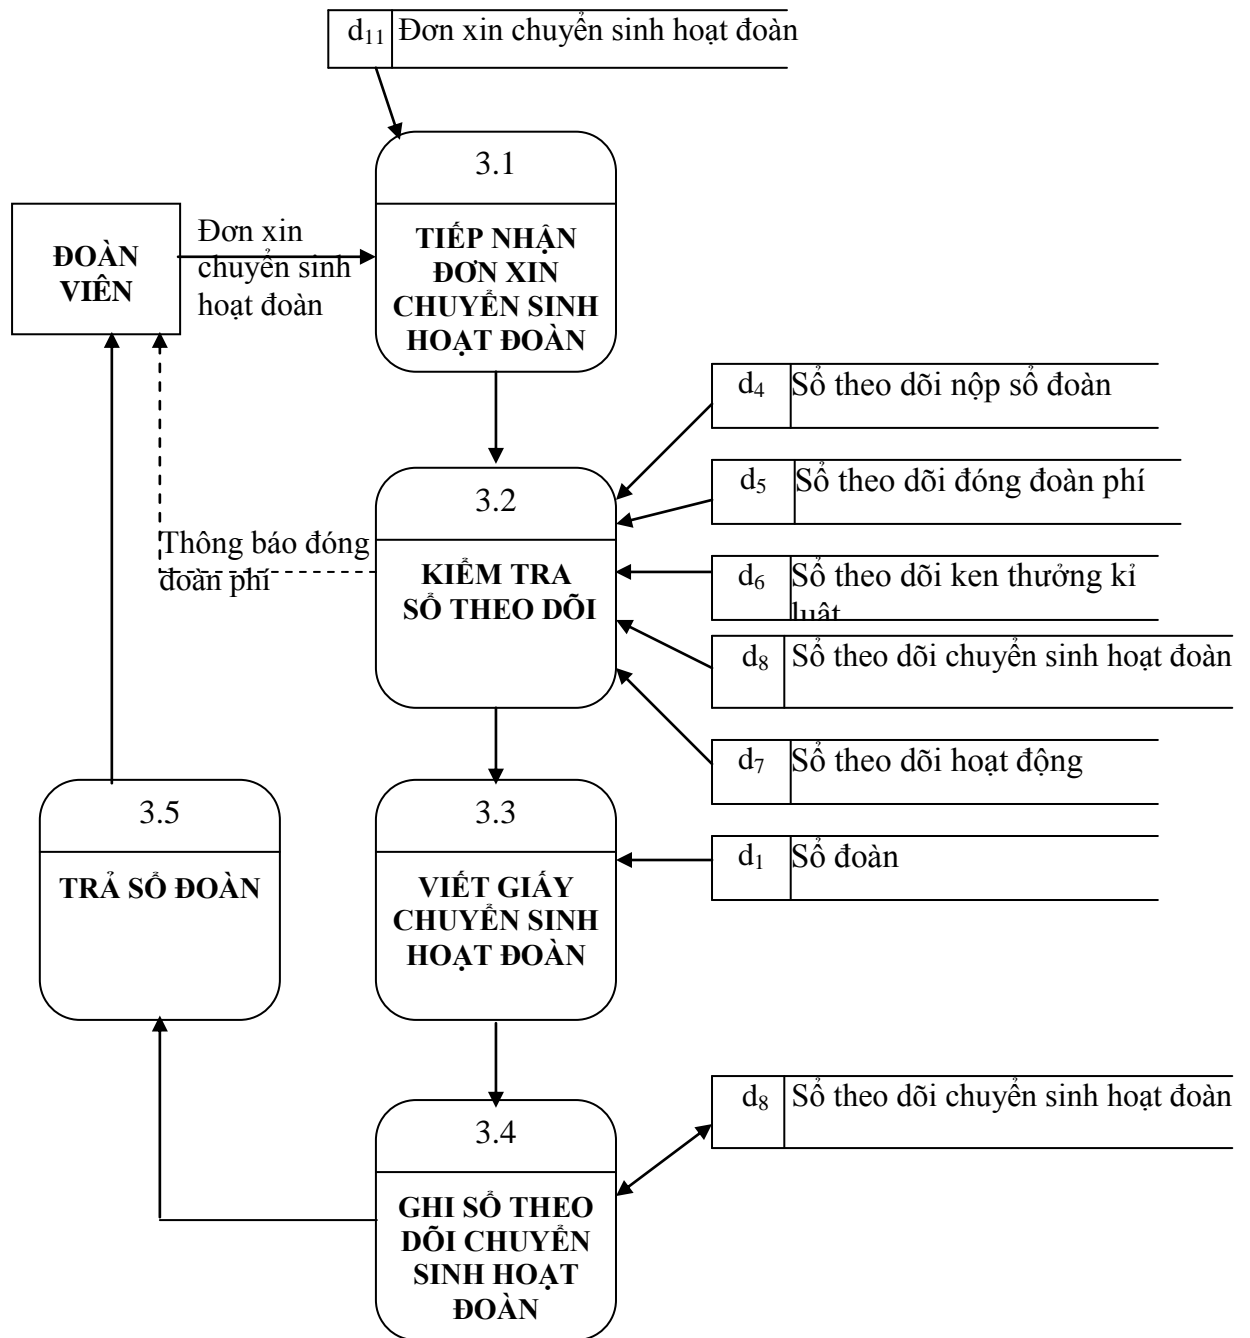 d11 Đơn xin chuyển sinh hoạt đoàn
3.1
TIẾP NHẬN
ĐƠN XIN
CHUYỂN SINH
HOẠT ĐOÀN
ĐOÀN
VIÊN
Đơn xin
chuyển sinh
hoạt đoàn
d4 Sổ theo dõi nộp sổ đoàn
d5 Sổ theo dõi đóng đoàn phí
d6 Sổ theo dõi ken thưởng kỉ
luật
d8 Sổ theo dõi chuyển sinh hoạt đoàn
d7 Sổ theo dõi hoạt động
3.2
KIỂM TRA
SỔ THEO DÕI
Thông báo đóng
đoàn phí
3.5
TRẢ SỔ ĐOÀN
3.3
VIẾT GIẤY
CHUYỂN SINH
HOẠT ĐOÀN
d1 Sổ đoàn
3.4
GHI SỔ THEO
DÕI CHUYỂN
SINH HOẠT
ĐOÀN
d8 Sổ theo dõi chuyển sinh hoạt đoàn